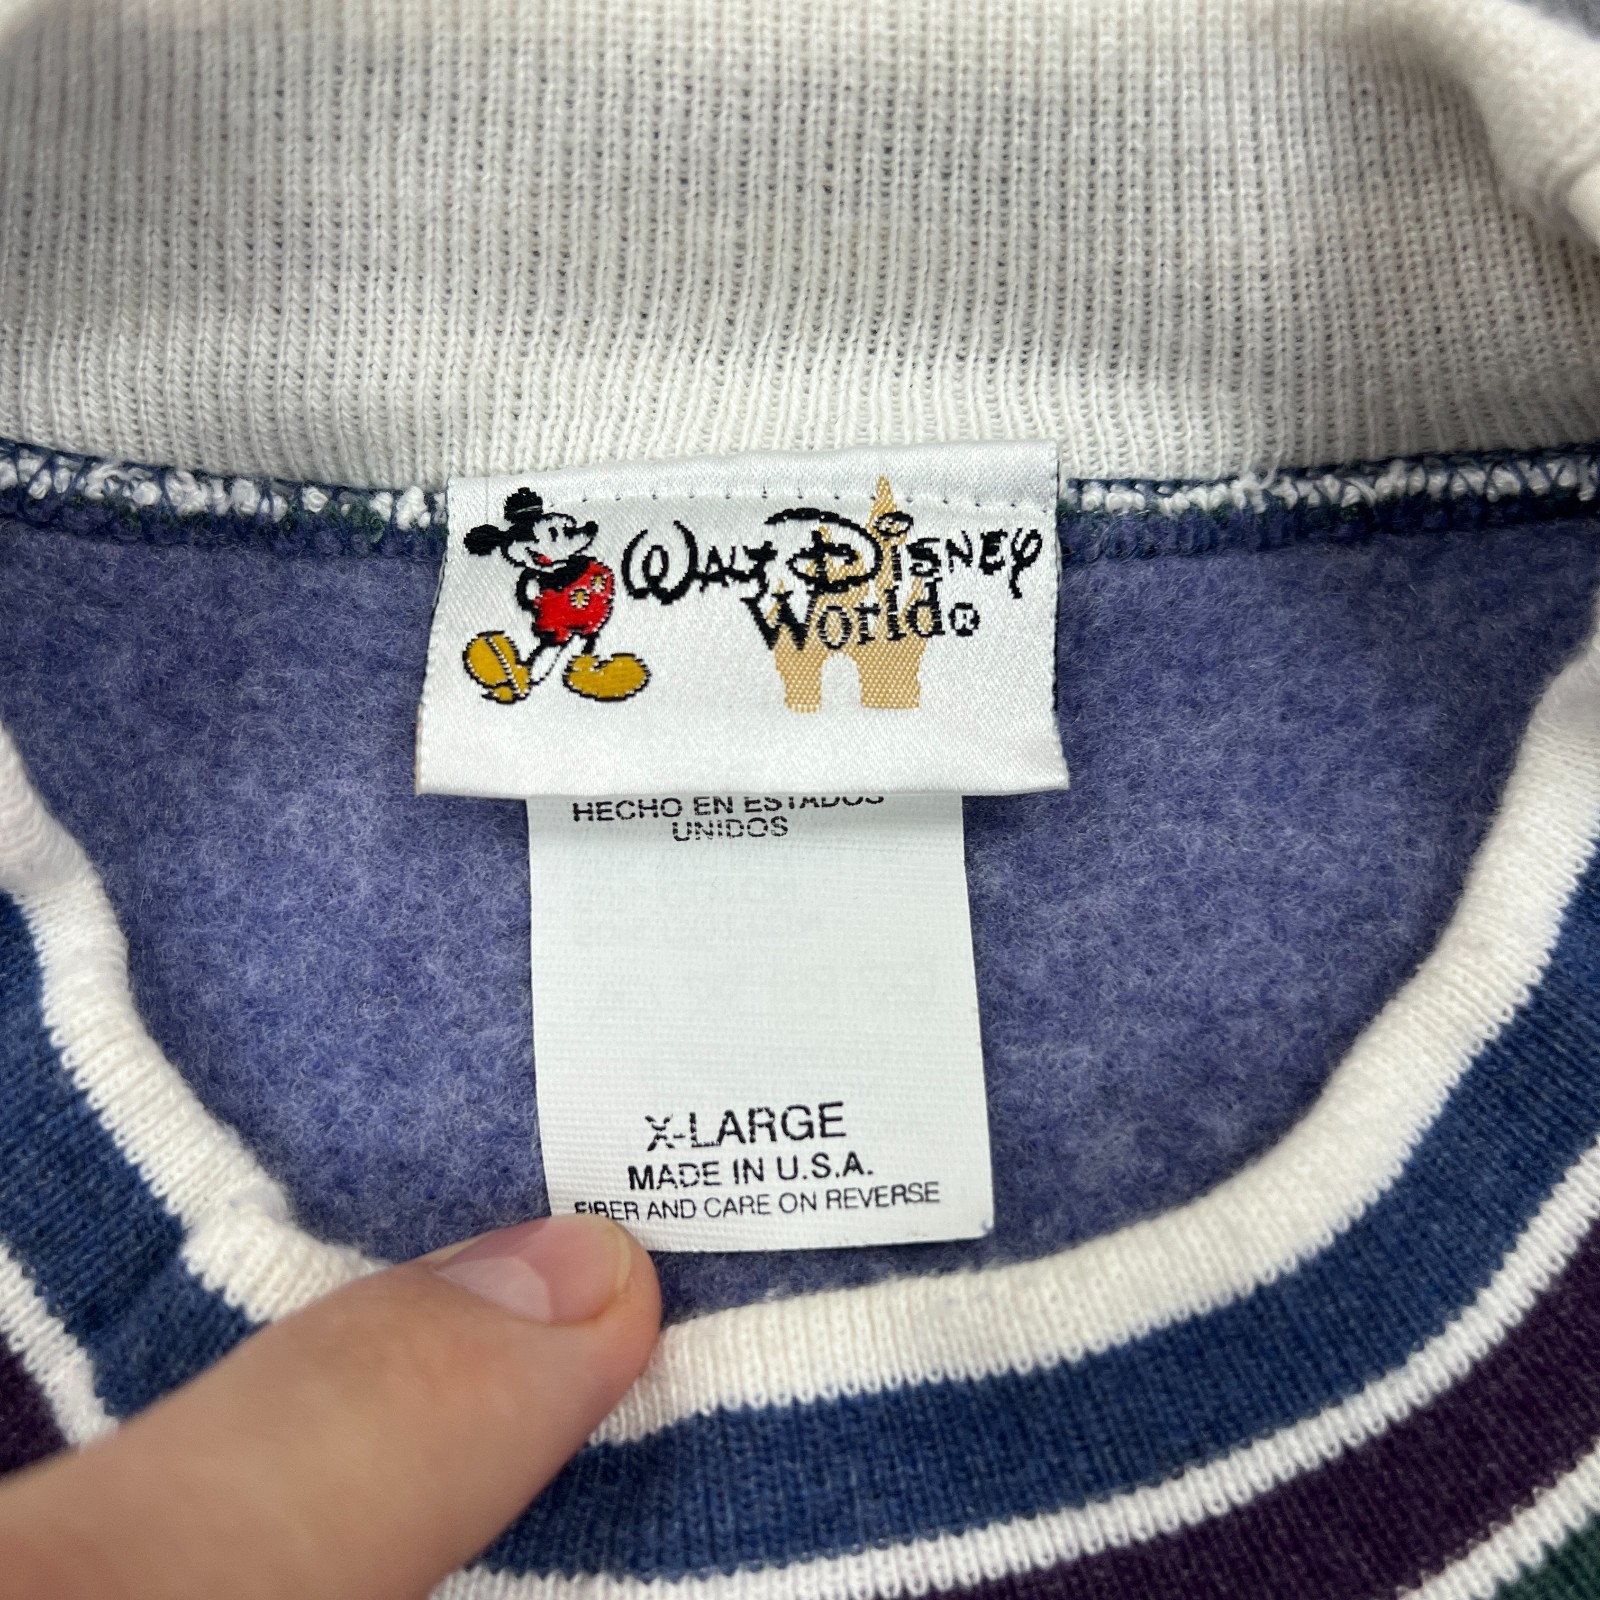 Walt Disney
World®
HECHO EN ESTADOS
UNIDOS
X-LARGE
MADE IN U.S.A.
FIBER AND CARE ON REVERSE